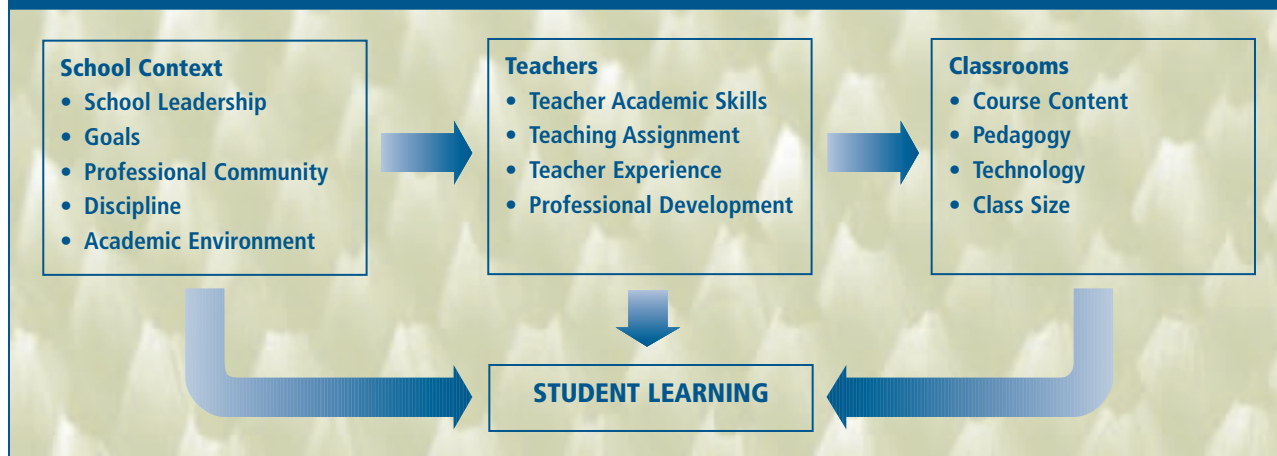 School Context
• School Leadership
• Goals
• Professional Community
• Discipline
• Academic Environment
Teachers
• Teacher Academic Skills
• Teaching Assignment
• Teacher Experience
• Professional Development
Classrooms
• Course Content
• Pedagogy
• Technology
• Class Size
STUDENT LEARNING